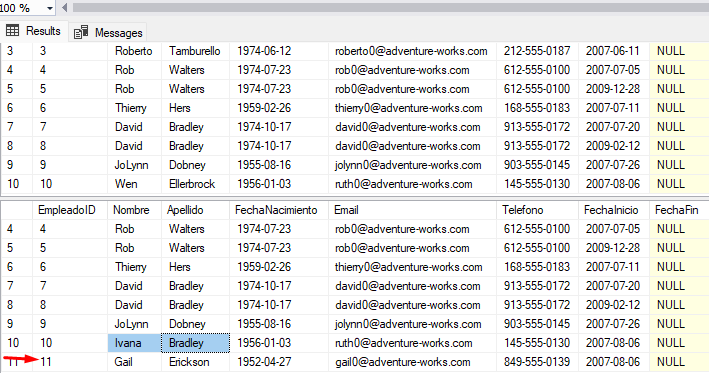 100 %
Results Messages
3 3 Roberto Tamburello 1974-06-12 roberto0@adventure-works.com 212-555-0187 2007-06-11 NULL
4 4 Rob Walters 1974-07-23 rob0@adventure-works.com 612-555-0100 2007-07-05 NULL
5 5 Rob Walters 1974-07-23 rob0@adventure-works.com 612-555-0100 2009-12-28 NULL
6 6 Thierry Hers 1959-02-26 thierry0@adventure-works.com 168-555-0183 2007-07-11 NULL
7 7 David Bradley 1974-10-17 david0@adventure-works.com 913-555-0172 2007-07-20 NULL
8 8 David Bradley 1974-10-17 david0@adventure-works.com 913-555-0172 2009-02-12 NULL
9 9 JoLynn Dobney 1955-08-16 jolynn0@adventure-works.com 903-555-0145 2007-07-26 NULL
10 10 Wen Ellerbrock 1956-01-03 ruth0@adventure-works.com 145-555-0130 2007-08-06 NULL
EmpleadoID Nombre Apellido FechaNacimiento Email Telefono FechaInicio FechaFin
4 4 Rob Walters 1974-07-23 rob0@adventure-works.com 612-555-0100 2007-07-05 NULL
5 5 Rob Walters 1974-07-23 rob0@adventure-works.com 612-555-0100 2009-12-28 NULL
6 6 Thierry Hers 1959-02-26 thierry0@adventure-works.com 168-555-0183 2007-07-11 NULL
7 7 David Bradley 1974-10-17 david0@adventure-works.com 913-555-0172 2007-07-20 NULL
8 8 David Bradley 1974-10-17 david0@adventure-works.com 913-555-0172 2009-02-12 NULL
9 9 JoLynn Dobney 1955-08-16 jolynn0@adventure-works.com 903-555-0145 2007-07-26 NULL
10 10 Ivana Bradley 1956-01-03 ruth0@adventure-works.com 145-555-0130 2007-08-06 NULL
11 11 Gail Erickson 1952-04-27 gail0@adventure-works.com 849-555-0139 2007-08-06 NULL